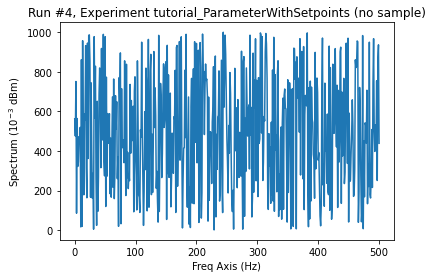 Run #4, Experiment tutorial_ParameterWithSetpoints (no sample)
1000
800
600
400
200
0
Spectrum (10⁻³ dBm)
0 100 200 300 400 500
Freq Axis (Hz)